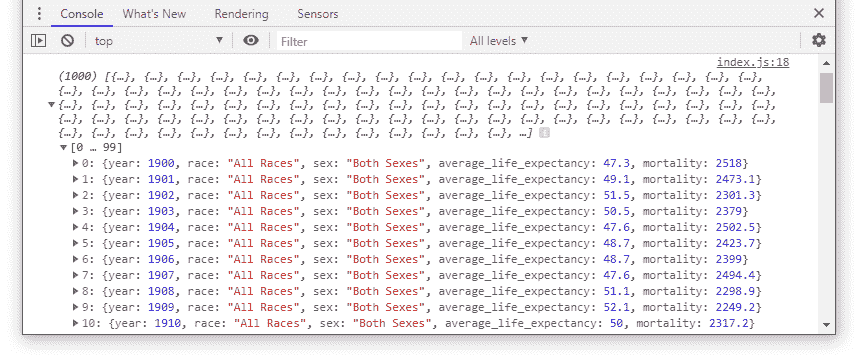 Console What's New Rendering Sensors
top Filter All levels
index.js:18
(1000) [{…}, {…}, {…}, {…}, {…}, {…}, {…}, {…}, {…}, {…}, {…}, {…}, {…}, {…}, {…}, {…}, {…}, {…}, {…}, {…},
{…}, {…}, {…}, {…}, {…}, {…}, {…}, {…}, {…}, {…}, {…}, {…}, {…}, {…}, {…}, {…}, {…}, {…}, {…}, {…}, {…}, {…},
{…}, {…}, {…}, {…}, {…}, {…}, {…}, {…}, {…}, {…}, {…}, {…}, {…}, {…}, {…}, {…}, {…}, {…}, {…}, {…}, {…}, {…},
{…}, {…}, {…}, {…}, {…}, {…}, {…}, {…}, {…}, {…}, {…}, {…}, {…}, {…}, {…}, {…}, {…}, {…}, {…}, {…}, {…}, {…},
{…}, {…}, {…}, {…}, {…}, {…}, {…}, {…}, {…}, {…}, {…}, {…}, {…}, {…}, …] i
[0 … 99]
0: {year: 1900, race: "All Races", sex: "Both Sexes", average_life_expectancy: 47.3, mortality: 2518}
1: {year: 1901, race: "All Races", sex: "Both Sexes", average_life_expectancy: 49.1, mortality: 2473.1}
2: {year: 1902, race: "All Races", sex: "Both Sexes", average_life_expectancy: 51.5, mortality: 2301.3}
3: {year: 1903, race: "All Races", sex: "Both Sexes", average_life_expectancy: 50.5, mortality: 2379}
4: {year: 1904, race: "All Races", sex: "Both Sexes", average_life_expectancy: 47.6, mortality: 2502.5}
5: {year: 1905, race: "All Races", sex: "Both Sexes", average_life_expectancy: 48.7, mortality: 2423.7}
6: {year: 1906, race: "All Races", sex: "Both Sexes", average_life_expectancy: 48.7, mortality: 2399}
7: {year: 1907, race: "All Races", sex: "Both Sexes", average_life_expectancy: 47.6, mortality: 2494.4}
8: {year: 1908, race: "All Races", sex: "Both Sexes", average_life_expectancy: 51.1, mortality: 2298.9}
9: {year: 1909, race: "All Races", sex: "Both Sexes", average_life_expectancy: 52.1, mortality: 2249.2}
10: {year: 1910, race: "All Races", sex: "Both Sexes", average_life_expectancy: 50, mortality: 2317.2}